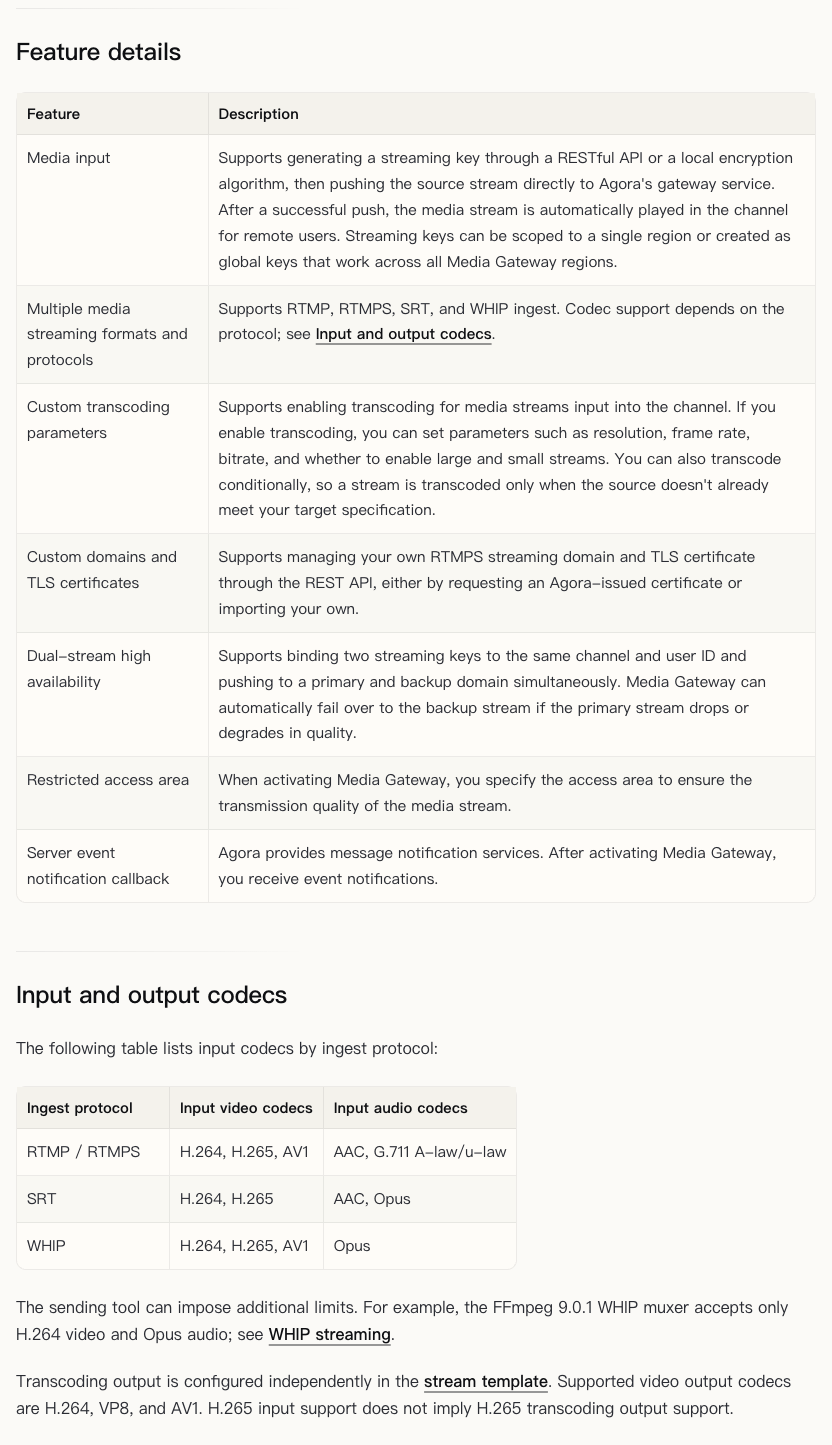 Feature details
Feature
Description
Media input
Supports generating a streaming key through a RESTful API or a local encryption
algorithm, then pushing the source stream directly to Agora's gateway service.
After a successful push, the media stream is automatically played in the channel
for remote users. Streaming keys can be scoped to a single region or created as
global keys that work across all Media Gateway regions.
Multiple media
streaming formats and
protocols
Supports RTMP, RTMPS, SRT, and WHIP ingest. Codec support depends on the
protocol; see Input and output codecs.
Custom transcoding
parameters
Supports enabling transcoding for media streams input into the channel. If you
enable transcoding, you can set parameters such as resolution, frame rate,
bitrate, and whether to enable large and small streams. You can also transcode
conditionally, so a stream is transcoded only when the source doesn't already
meet your target specification.
Custom domains and
TLS certificates
Supports managing your own RTMPS streaming domain and TLS certificate
through the REST API, either by requesting an Agora-issued certificate or
importing your own.
Dual-stream high
availability
Supports binding two streaming keys to the same channel and user ID and
pushing to a primary and backup domain simultaneously. Media Gateway can
automatically fail over to the backup stream if the primary stream drops or
degrades in quality.
Restricted access area
When activating Media Gateway, you specify the access area to ensure the
transmission quality of the media stream.
Server event
notification callback
Agora provides message notification services. After activating Media Gateway,
you receive event notifications.
Input and output codecs
The following table lists input codecs by ingest protocol:
Ingest protocol
Input video codecs
Input audio codecs
RTMP / RTMPS
H.264, H.265, AV1
AAC, G.711 A-law/u-law
SRT
H.264, H.265
AAC, Opus
WHIP
H.264, H.265, AV1
Opus
The sending tool can impose additional limits. For example, the FFmpeg 9.0.1 WHIP muxer accepts only
H.264 video and Opus audio; see WHIP streaming.
Transcoding output is configured independently in the stream template. Supported video output codecs
are H.264, VP8, and AV1. H.265 input support does not imply H.265 transcoding output support.